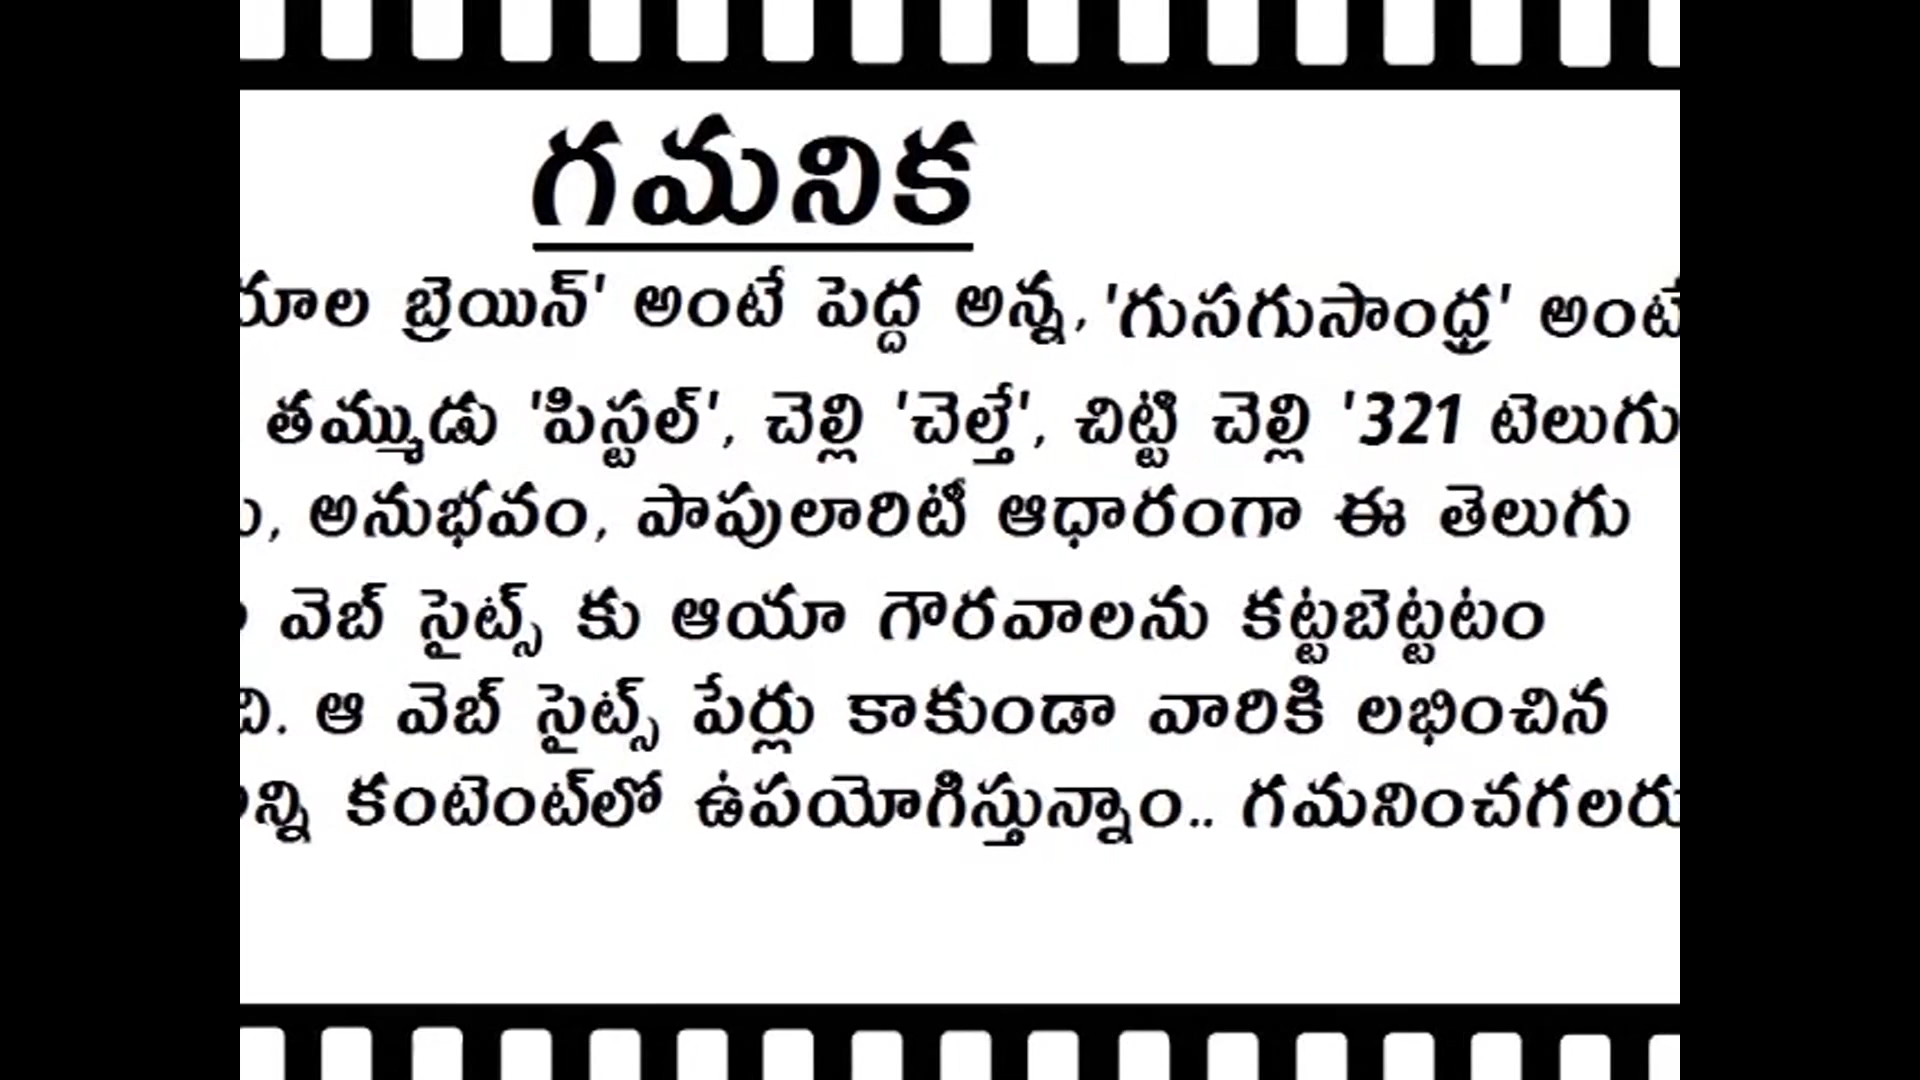 గమనిక
బ్రెయిన్' అంటే పెద్ద అన్న, 'గుసగుసాంధ్ర' అంటే
తమ్ముడు 'పిస్టల్', చెల్లి 'చెల్తే', చిట్టి చెల్లి '321 టెలుగు
, అనుభవం, పాపులారిటీ ఆధారంగా ఈ తెలుగు
వెబ్ సైట్స్ కు ఆయా గౌరవాలను కట్టబెట్టటం
. ఆ వెబ్ సైట్స్ పేర్లు కాకుండా వారికి లభించిన
కంటెంట్‌లో ఉపయోగిస్తున్నాం.. గమనించగలరు